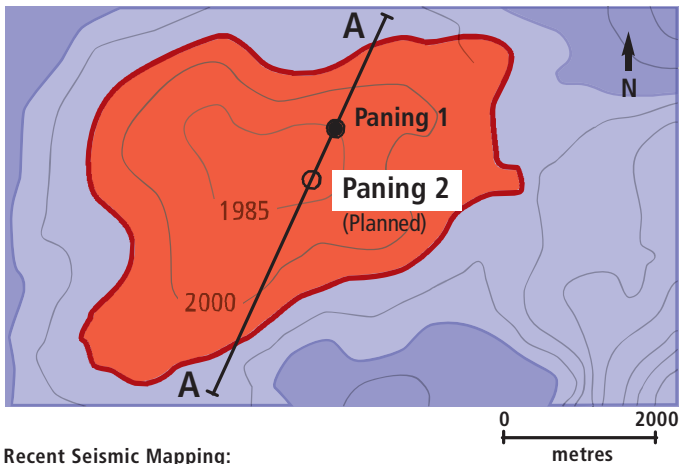 A
N
Paning 1
Paning 2
(Planned)
1985
2000
A
0 2000
metres
Recent Seismic Mapping: